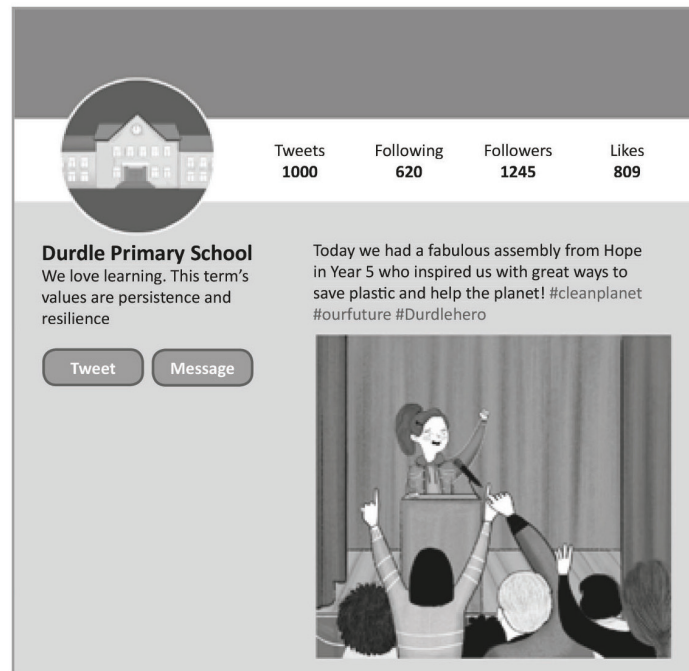 Tweets Following Followers Likes
1000 620 1245 809
Durdle Primary School
We love learning. This term’s
values are persistence and
resilience
Tweet Message
Today we had a fabulous assembly from Hope
in Year 5 who inspired us with great ways to
save plastic and help the planet! #cleanplanet
#ourfuture #Durdlehero